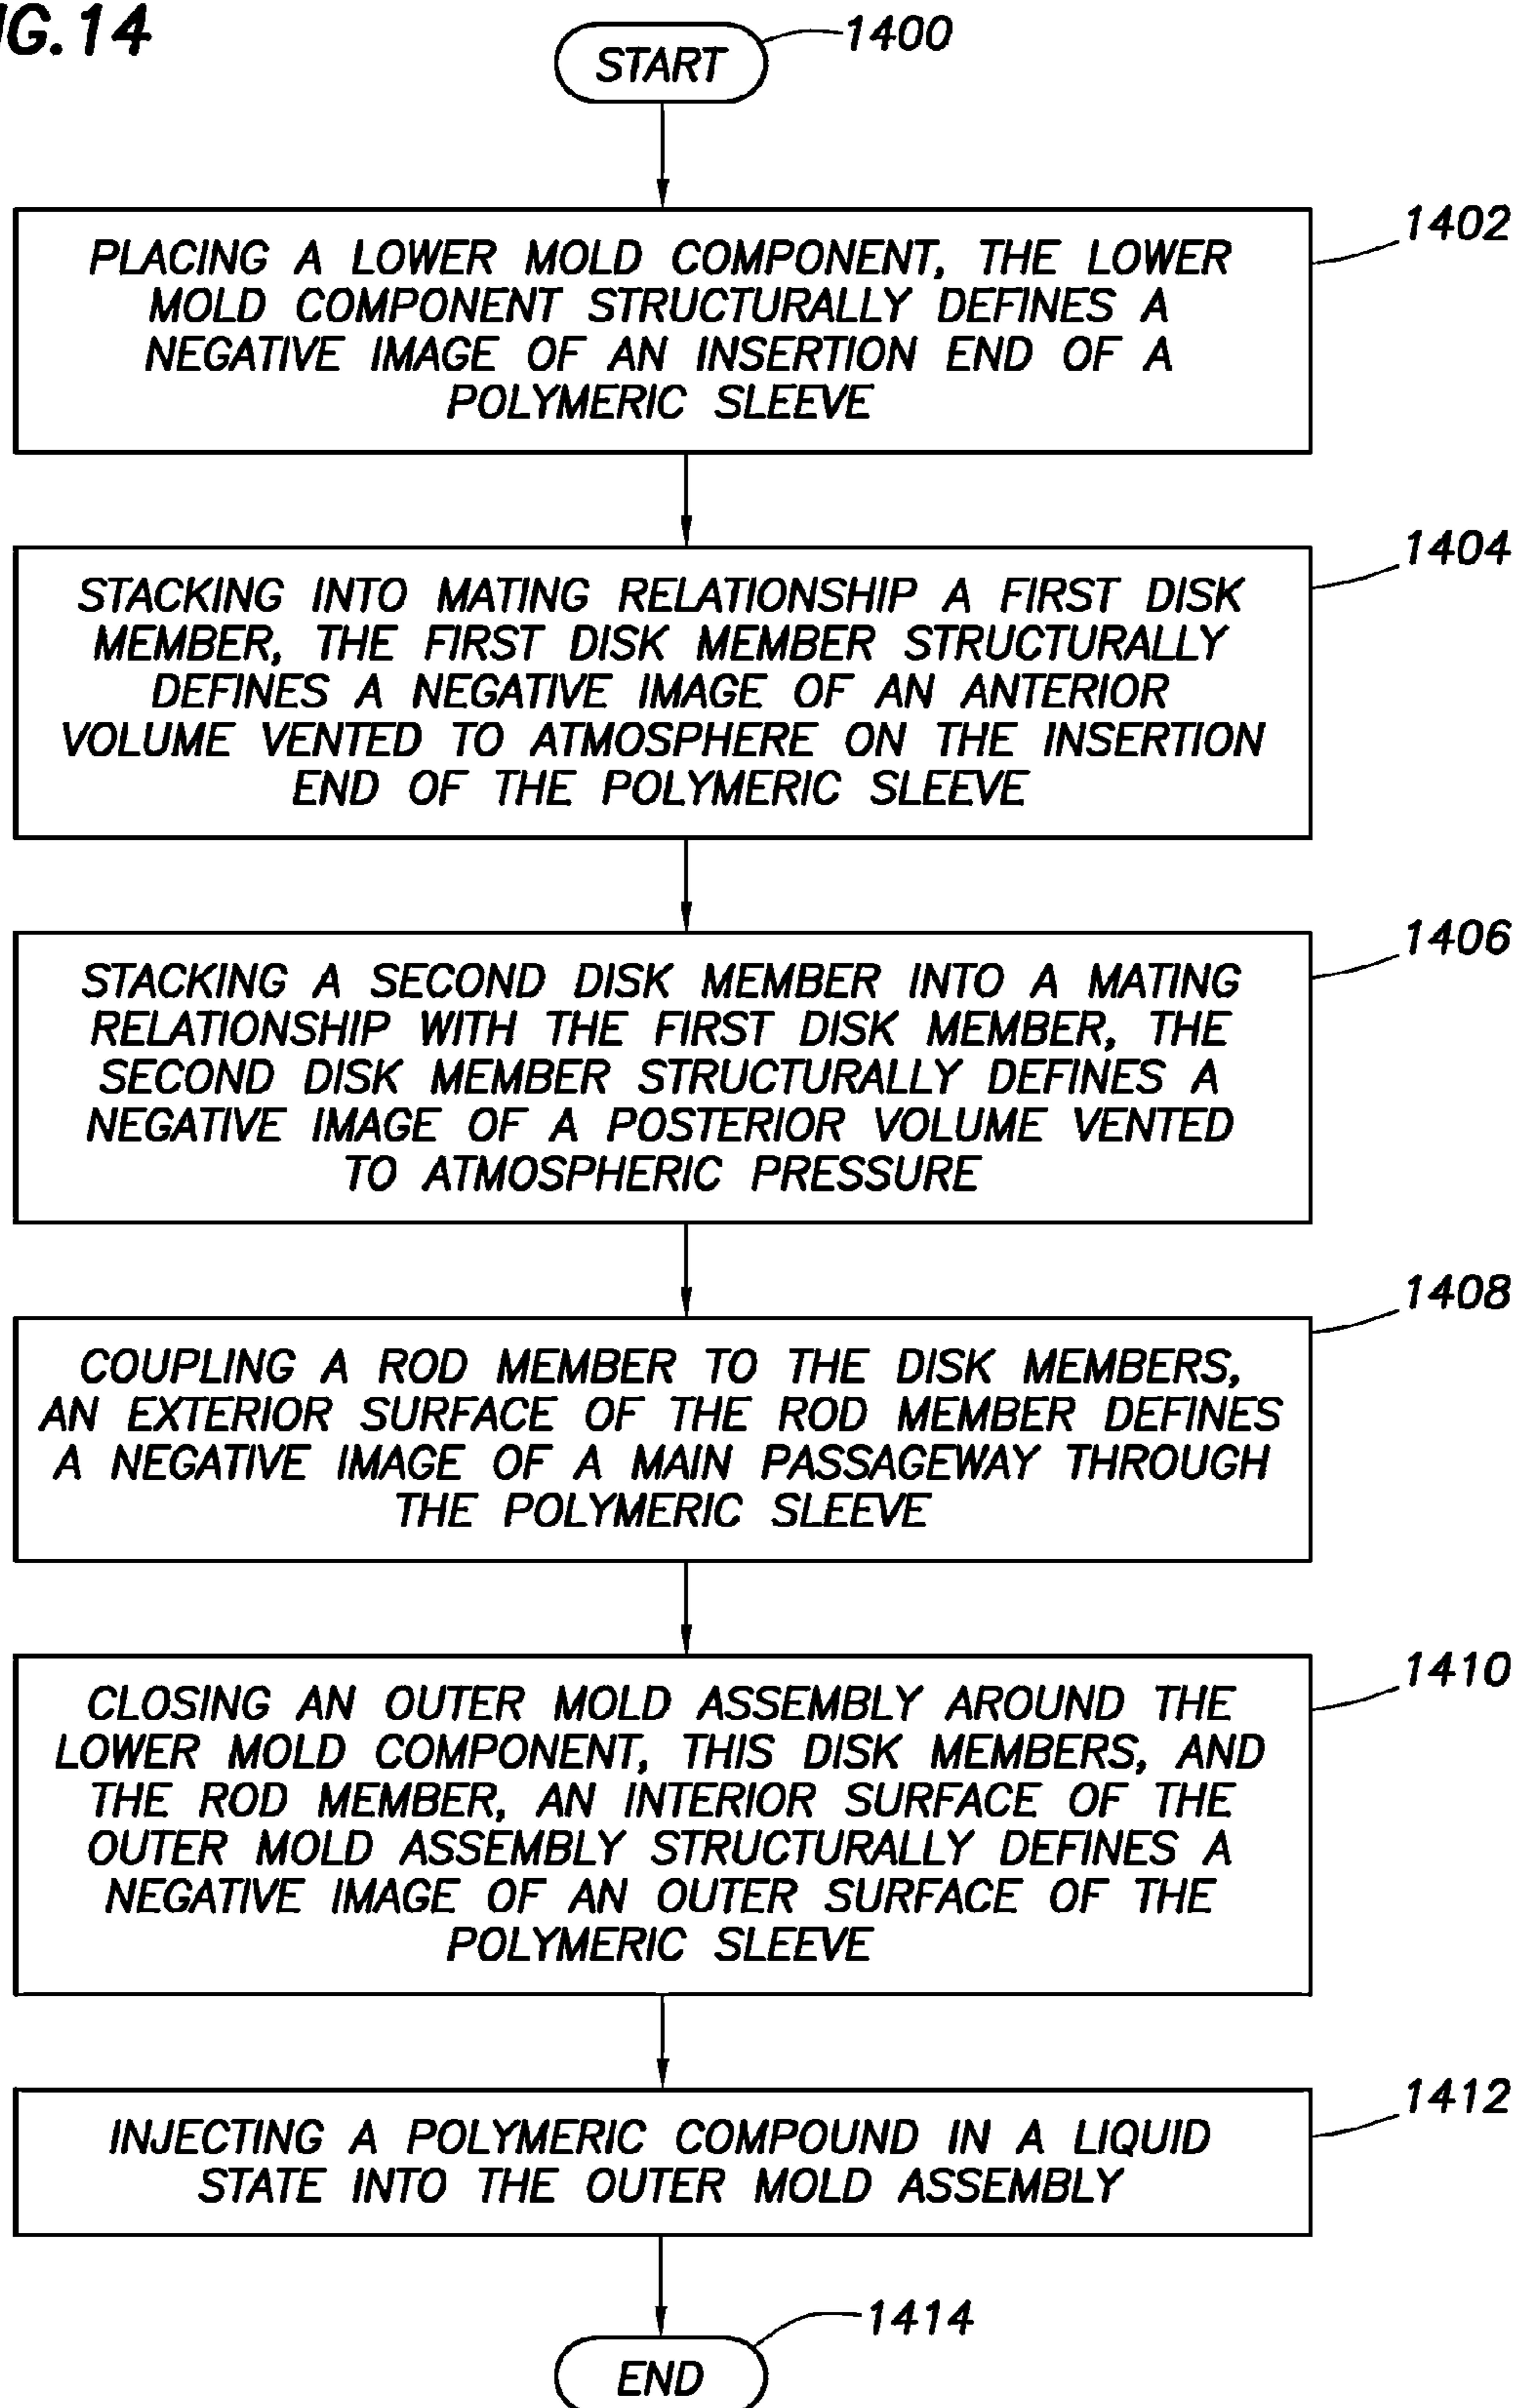 IG.14
START
1400
1402
PLACING A LOWER MOLD COMPONENT, THE LOWER
MOLD COMPONENT STRUCTURALLY DEFINES A
NEGATIVE IMAGE OF AN INSERTION END OF A
POLYMERIC SLEEVE
1404
STACKING INTO MATING RELATIONSHIP A FIRST DISK
MEMBER, THE FIRST DISK MEMBER STRUCTURALLY
DEFINES A NEGATIVE IMAGE OF AN ANTERIOR
VOLUME VENTED TO ATMOSPHERE ON THE INSERTION
END OF THE POLYMERIC SLEEVE
1406
STACKING A SECOND DISK MEMBER INTO A MATING
RELATIONSHIP WITH THE FIRST DISK MEMBER, THE
SECOND DISK MEMBER STRUCTURALLY DEFINES A
NEGATIVE IMAGE OF A POSTERIOR VOLUME VENTED
TO ATMOSPHERIC PRESSURE
1408
COUPLING A ROD MEMBER TO THE DISK MEMBERS,
AN EXTERIOR SURFACE OF THE ROD MEMBER DEFINES
A NEGATIVE IMAGE OF A MAIN PASSAGEWAY THROUGH
THE POLYMERIC SLEEVE
1410
CLOSING AN OUTER MOLD ASSEMBLY AROUND THE
LOWER MOLD COMPONENT, THIS DISK MEMBERS, AND
THE ROD MEMBER, AN INTERIOR SURFACE OF THE
OUTER MOLD ASSEMBLY STRUCTURALLY DEFINES A
NEGATIVE IMAGE OF AN OUTER SURFACE OF THE
POLYMERIC SLEEVE
1412
INJECTING A POLYMERIC COMPOUND IN A LIQUID
STATE INTO THE OUTER MOLD ASSEMBLY
1414
END